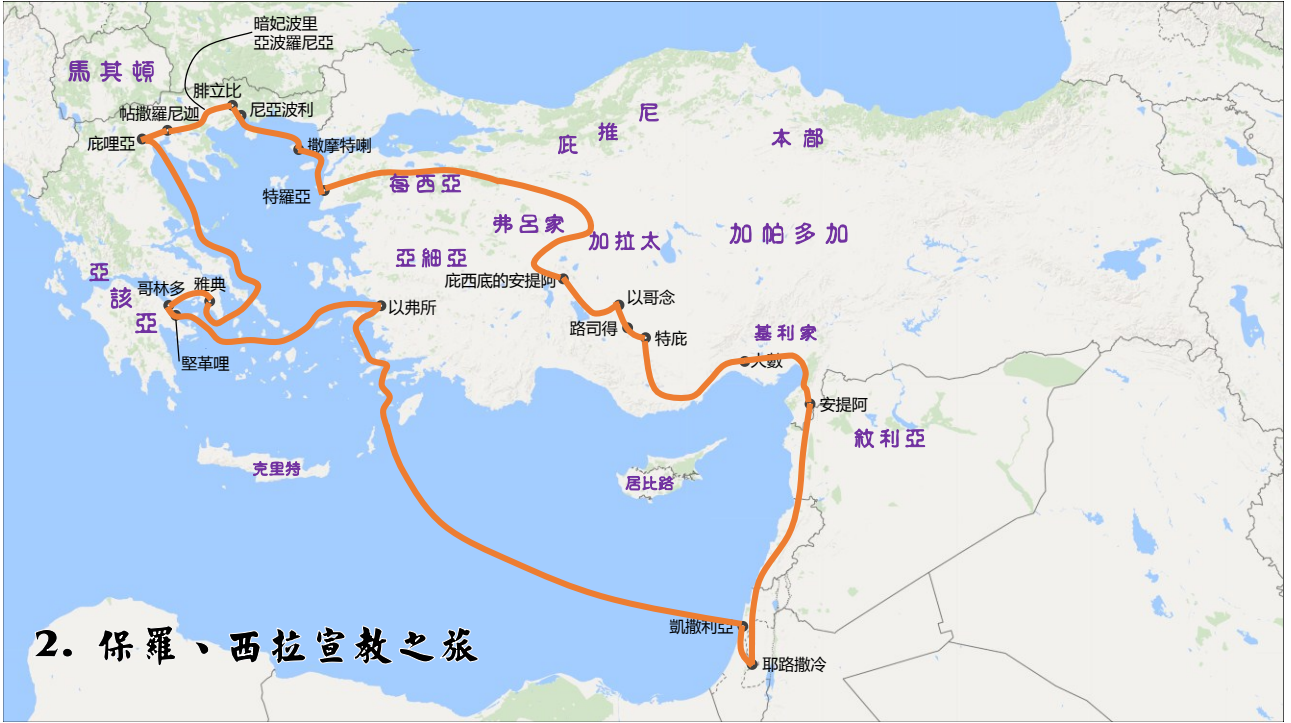 暗妃波里
亞波羅尼亞
馬其頓
腓立比
尼亞波利
帖撒羅尼迦
庇哩亞
撒摩特喇
特羅亞
庇推尼
本都
每西亞
弗呂家
加拉太
加帕多加
亞細亞
庇西底的安提阿
以哥念
路司得
特庇
亞該亞
哥林多
雅典
以弗所
堅革哩
基利家
大數
安提阿
敘利亞
克里特
居比路
凱撒利亞
耶路撒冷
2. 保羅、西拉宣教之旅